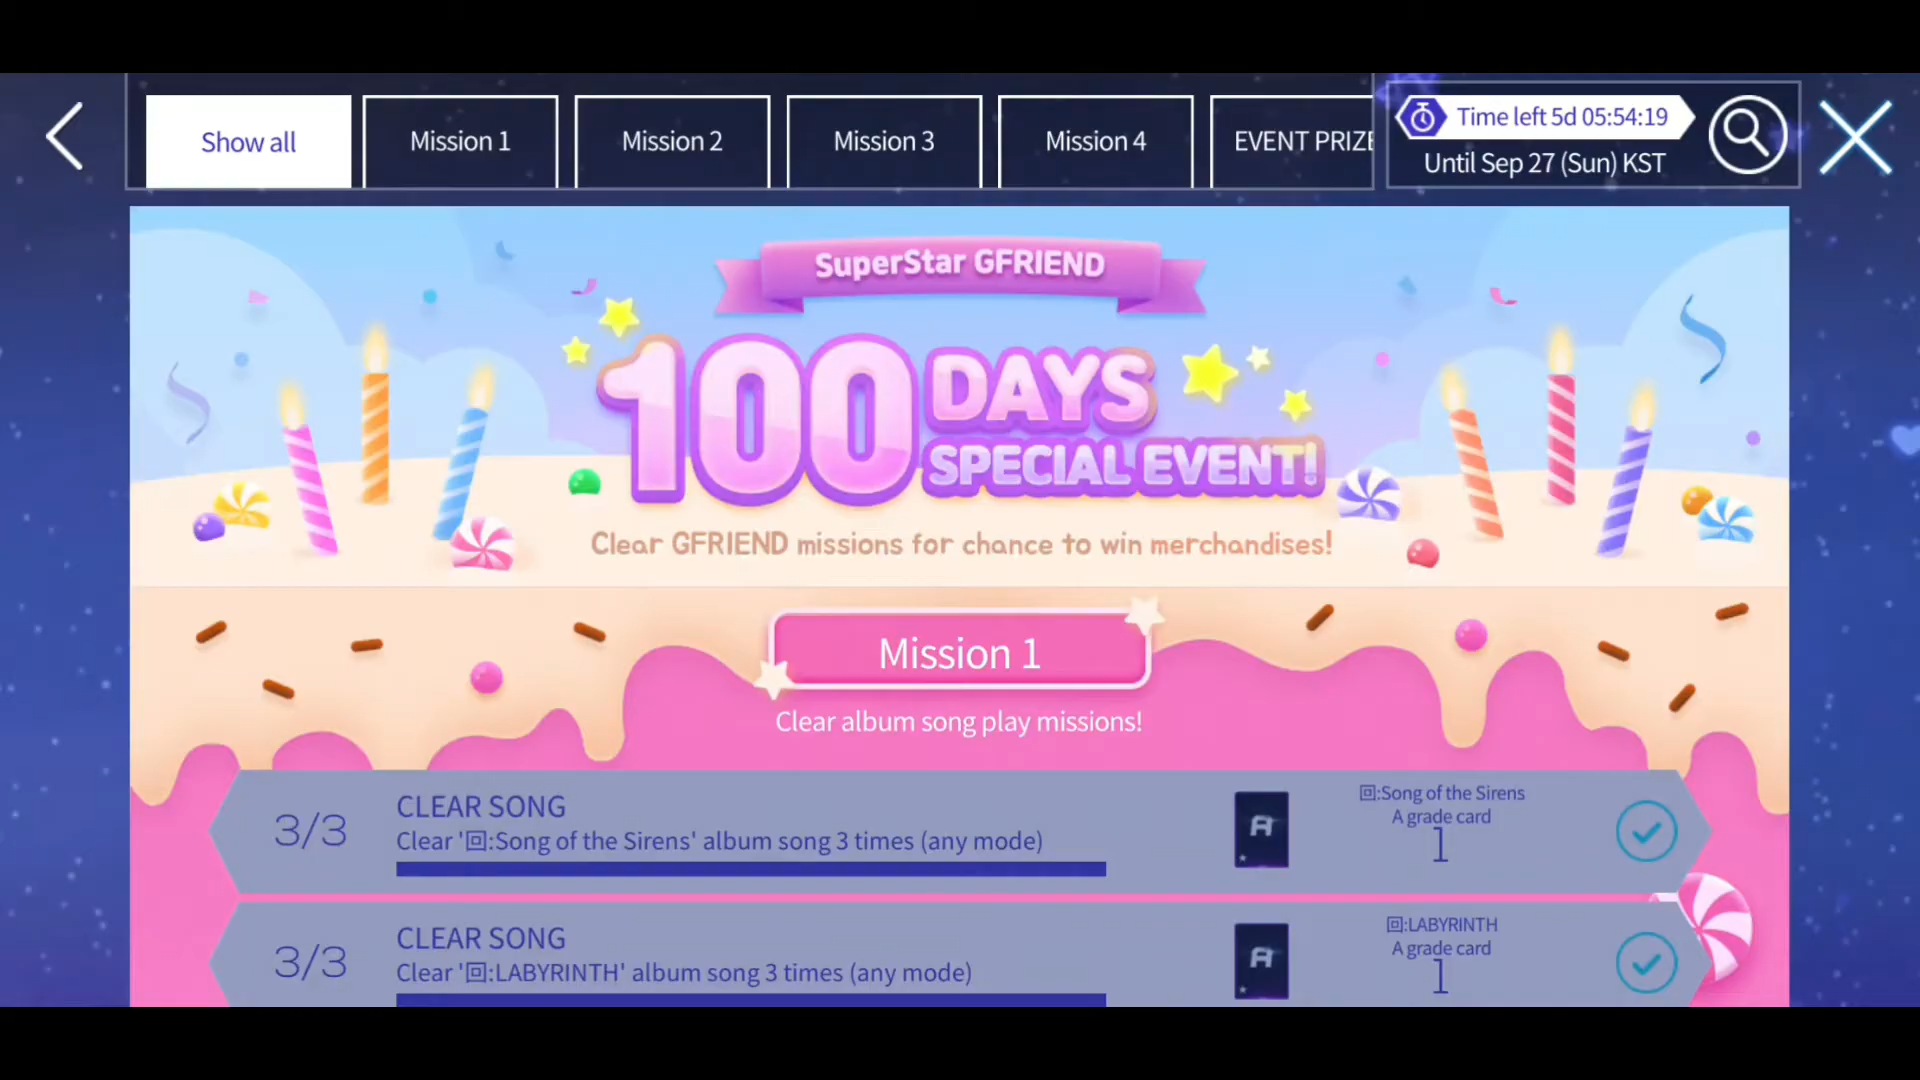 Show all
Mission 1
Mission 2
Mission 3
Mission 4
EVENT PRIZE
Time left 5d 05:54:19
Until Sep 27 (Sun) KST
SuperStar GFRIEND
100 DAYS
SPECIAL EVENT!
Clear GFRIEND missions for chance to win merchandises!
Mission 1
Clear album song play missions!
3/3
CLEAR SONG
Clear '回:Song of the Sirens' album song 3 times (any mode)
A
回:Song of the Sirens
A grade card
1
3/3
CLEAR SONG
Clear '回:LABYRINTH' album song 3 times (any mode)
A
回:LABYRINTH
A grade card
1